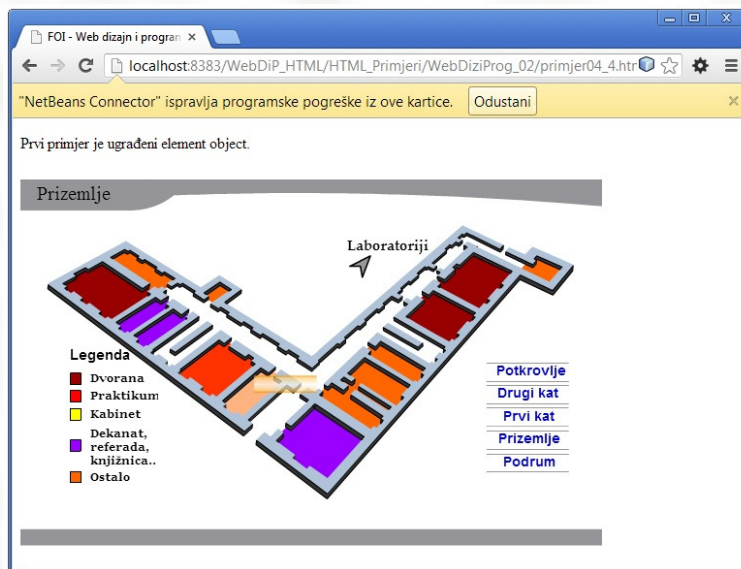 FOI - Web dizajn i progran
localhost:8383/WebDiP_HTML/HTML_Primjeri/WebDiziProg_02/primjer04_4.htr
"NetBeans Connector" ispravlja programske pogreške iz ove kartice.
Odustani
Prvi primjer je ugrađeni element object.
Prizemlje
Laboratoriji
Legenda
Dvorana
Praktikum
Kabinet
Dekanat,
referada,
knjižnica..
Ostalo
Potkrovlje
Drugi kat
Prvi kat
Prizemlje
Podrum